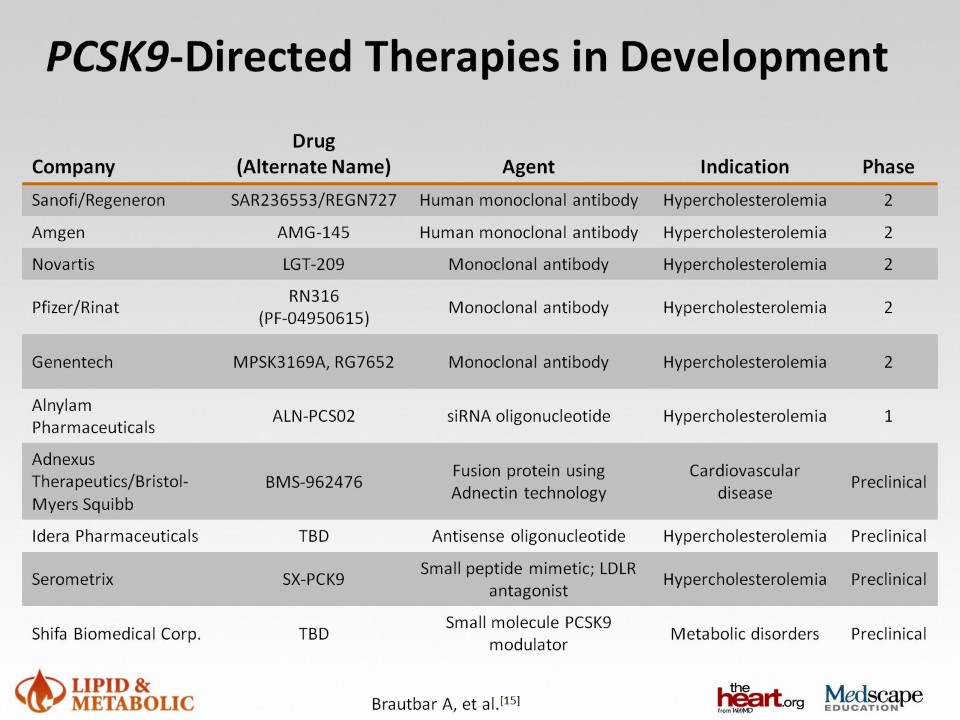 PCSK9-Directed Therapies in Development
Drug
Company (Alternate Name) Agent Indication Phase
Sanofi/Regeneron SAR236553/REGN727 Human monoclonal antibody Hypercholesterolemia 2
Amgen AMG-145 Human monoclonal antibody Hypercholesterolemia 2
Novartis LGT-209 Monoclonal antibody Hypercholesterolemia 2
Pfizer/Rinat RN316
(PF-04950615) Monoclonal antibody Hypercholesterolemia 2
Genentech MPSK3169A, RG7652 Monoclonal antibody Hypercholesterolemia 2
Alnylam
Pharmaceuticals ALN-PCS02 siRNA oligonucleotide Hypercholesterolemia 1
Adnexus
Therapeutics/Bristol-
Myers Squibb BMS-962476 Fusion protein using
Adnectin technology Cardiovascular
disease Preclinical
Idera Pharmaceuticals TBD Antisense oligonucleotide Hypercholesterolemia Preclinical
Serometrix SX-PCK9 Small peptide mimetic; LDLR
antagonist Hypercholesterolemia Preclinical
Shifa Biomedical Corp. TBD Small molecule PCSK9
modulator Metabolic disorders Preclinical
LIPID &
METABOLIC
Brautbar A, et al.[15]
the
heart.org
from WebMD
Medscape
EDUCATION